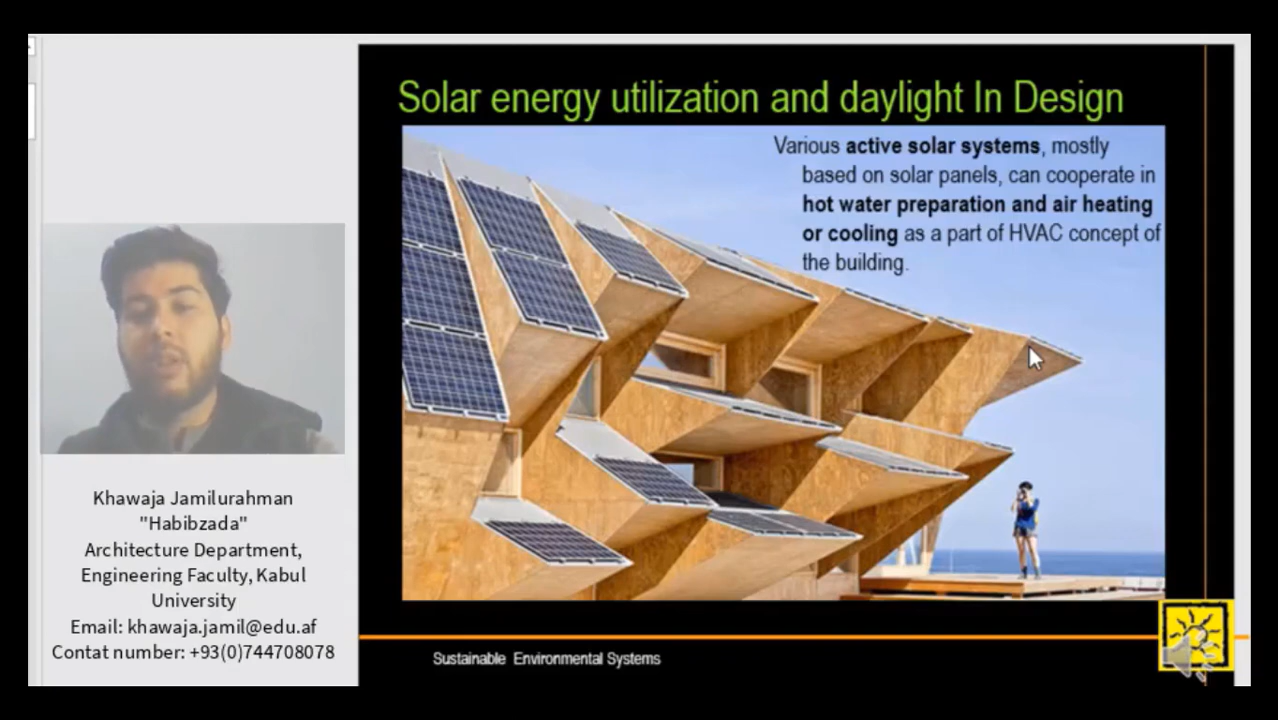 Solar energy utilization and daylight In Design
Various active solar systems, mostly
based on solar panels, can cooperate in
hot water preparation and air heating
or cooling as a part of HVAC concept of
the building.
Khawaja Jamilurahman
"Habibzada"
Architecture Department,
Engineering Faculty, Kabul
University
Email: khawaja.jamil@edu.af
Contat number: +93(0)744708078
Sustainable Environmental Systems